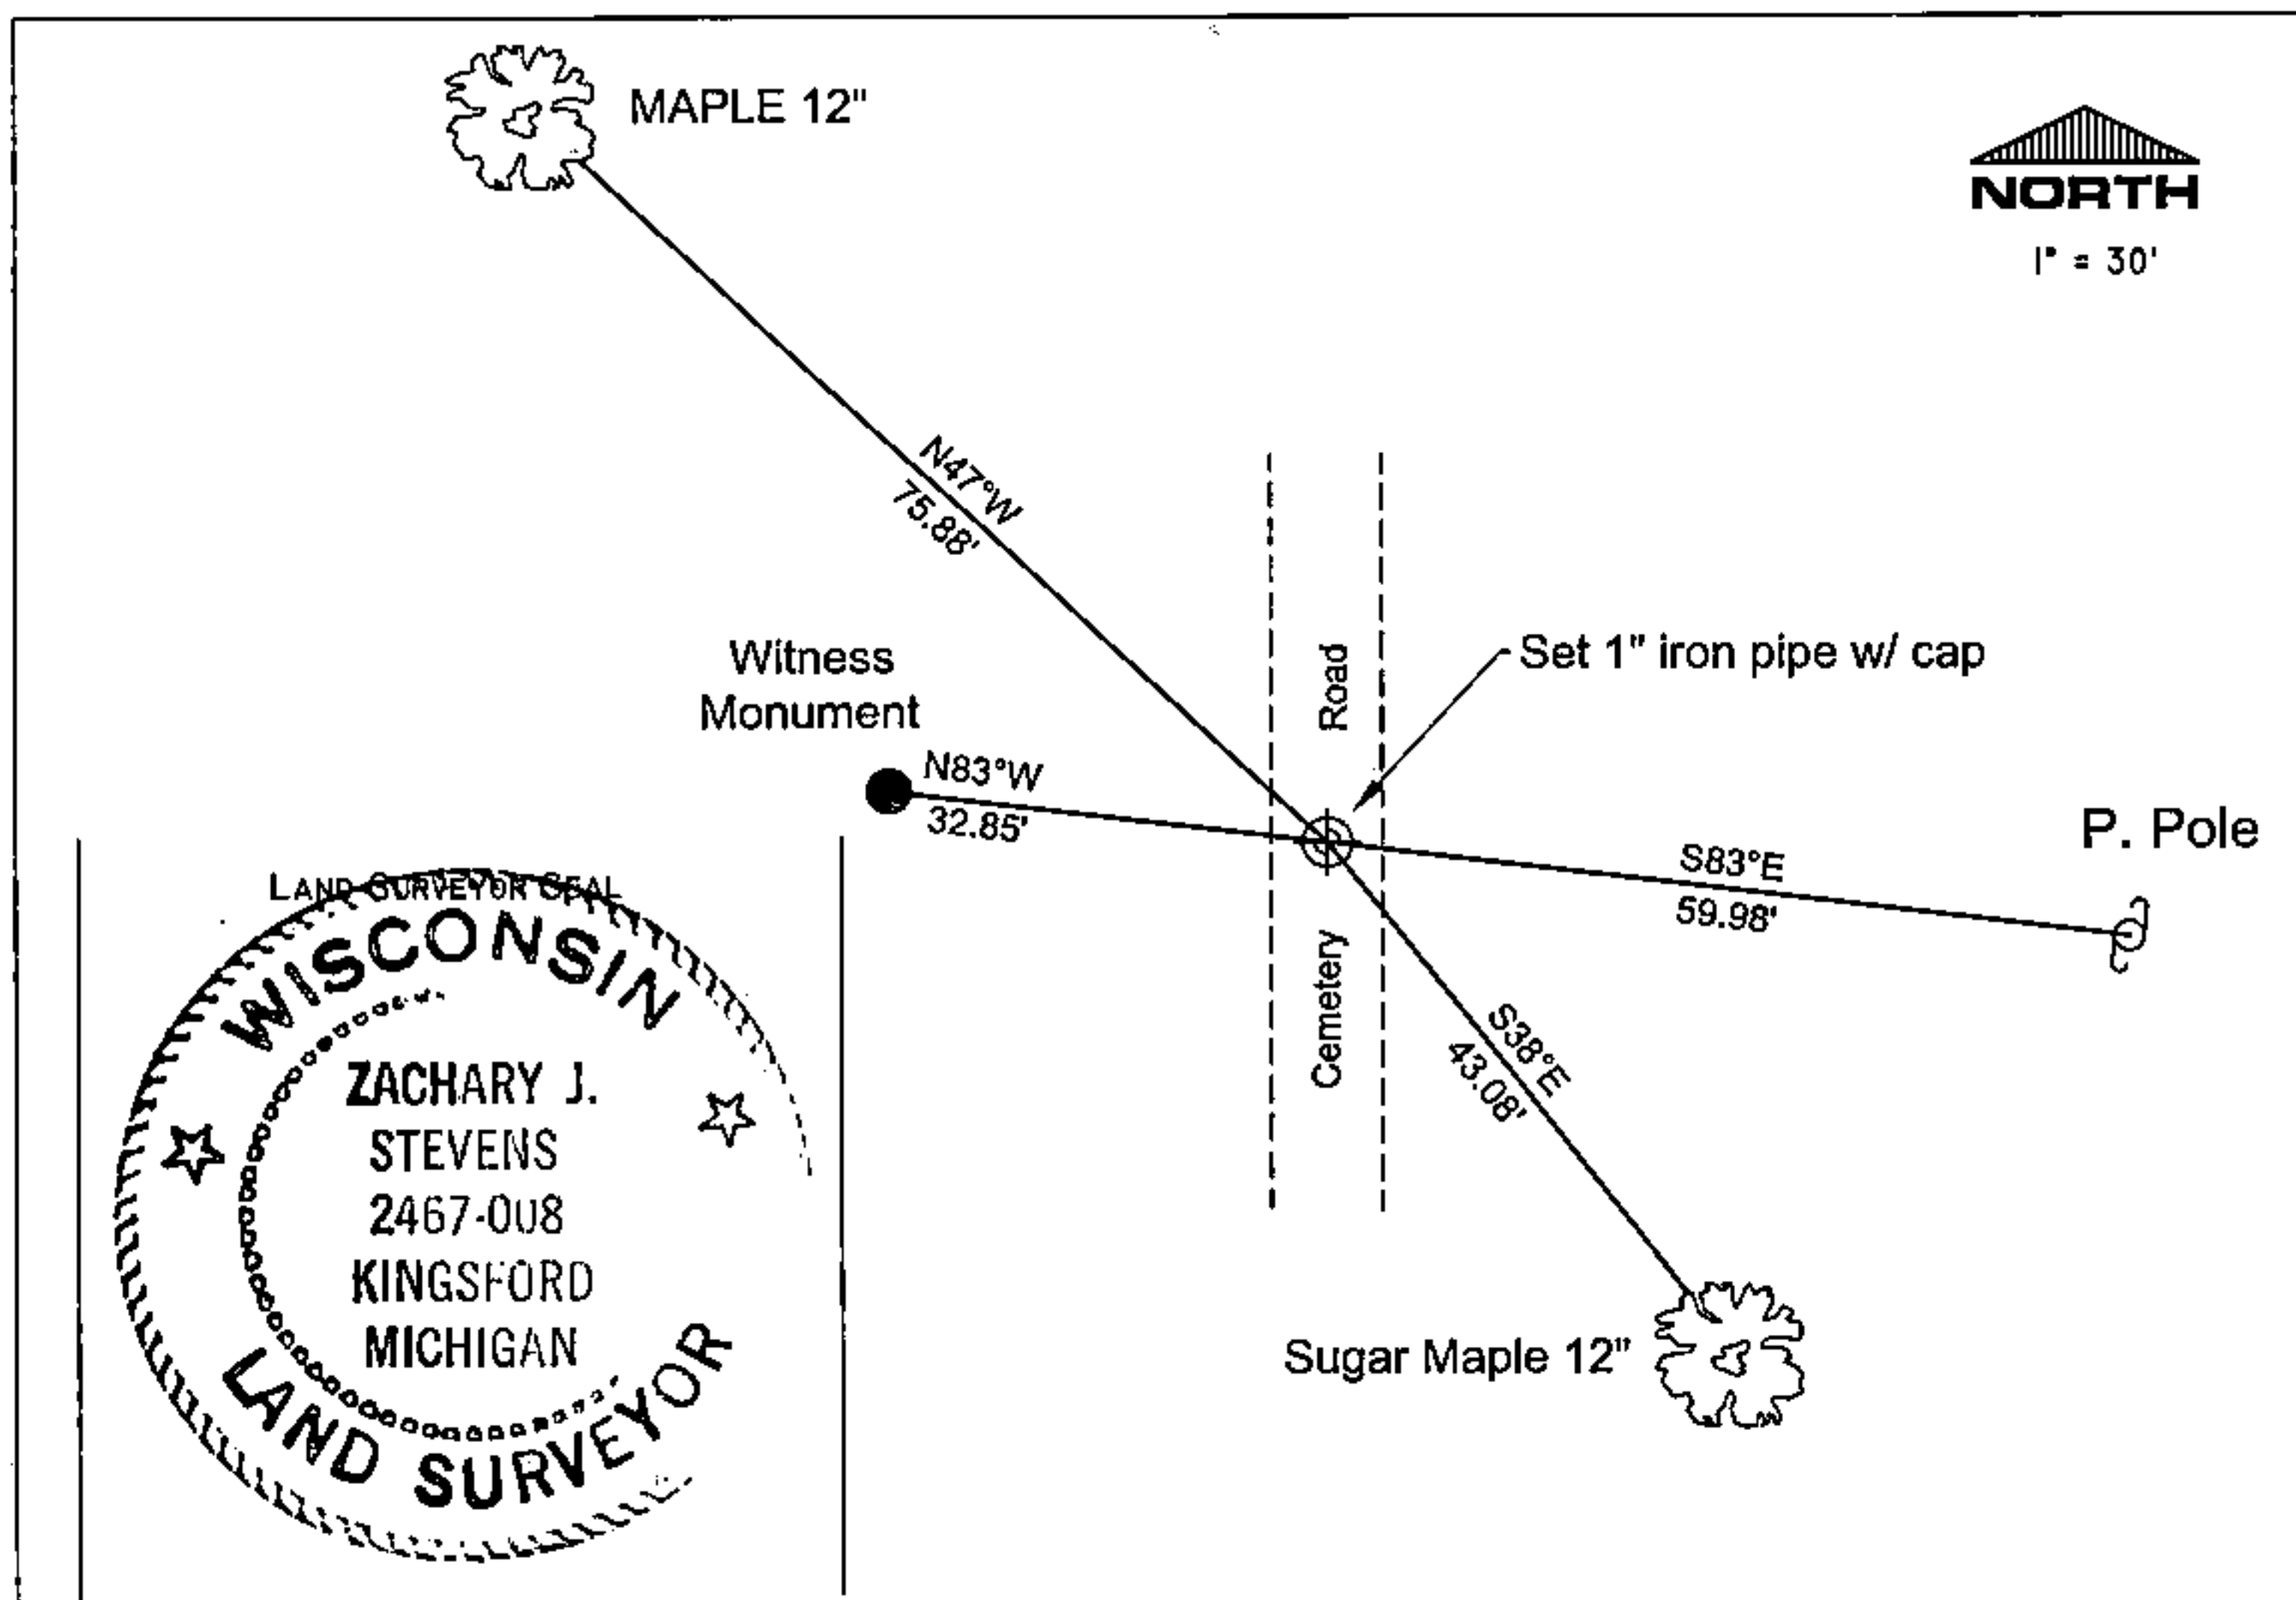 MAPLE 12"
NORTH
1" = 30'
N47°W
75.88'
Witness
Monument
Road
Set 1" iron pipe w/ cap
N83°W
32.85'
P. Pole
S83°E
59.98'
Cemetery
S38°E
43.08'
Sugar Maple 12"
LAND SURVEYOR SEAL
WISCONSIN
ZACHARY J.
STEVENS
2467-008
KINGSFORD
MICHIGAN
LAND SURVEYOR